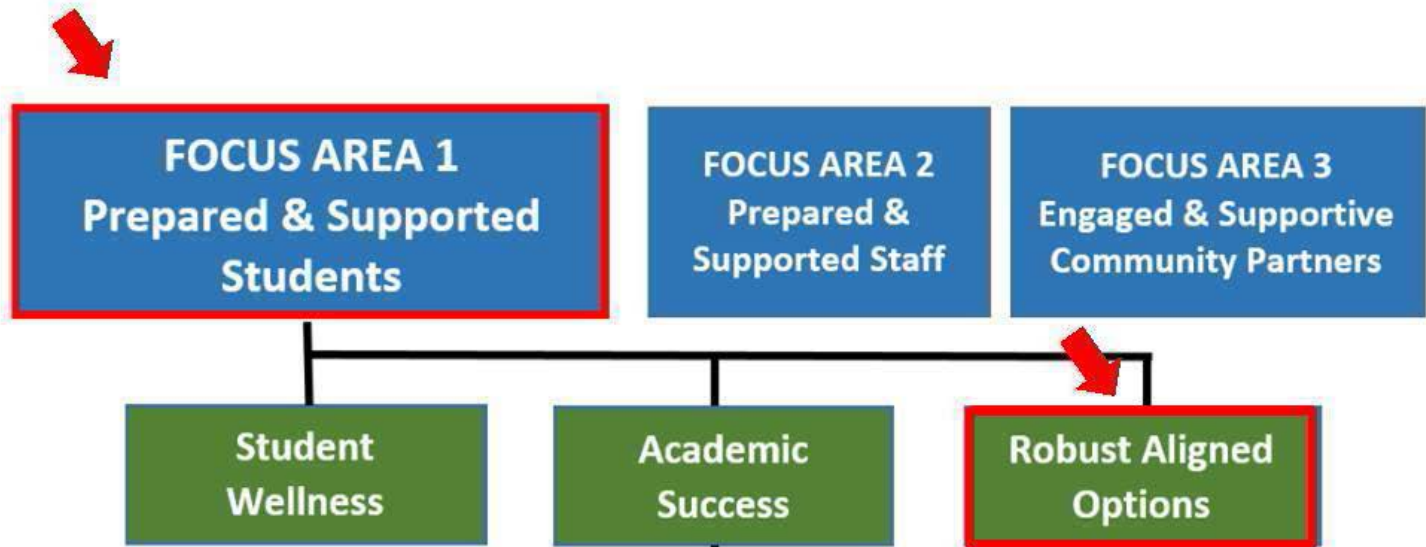 FOCUS AREA 1
Prepared & Supported
Students
FOCUS AREA 2
Prepared &
Supported Staff
FOCUS AREA 3
Engaged & Supportive
Community Partners
Student
Wellness
Academic
Success
Robust Aligned
Options